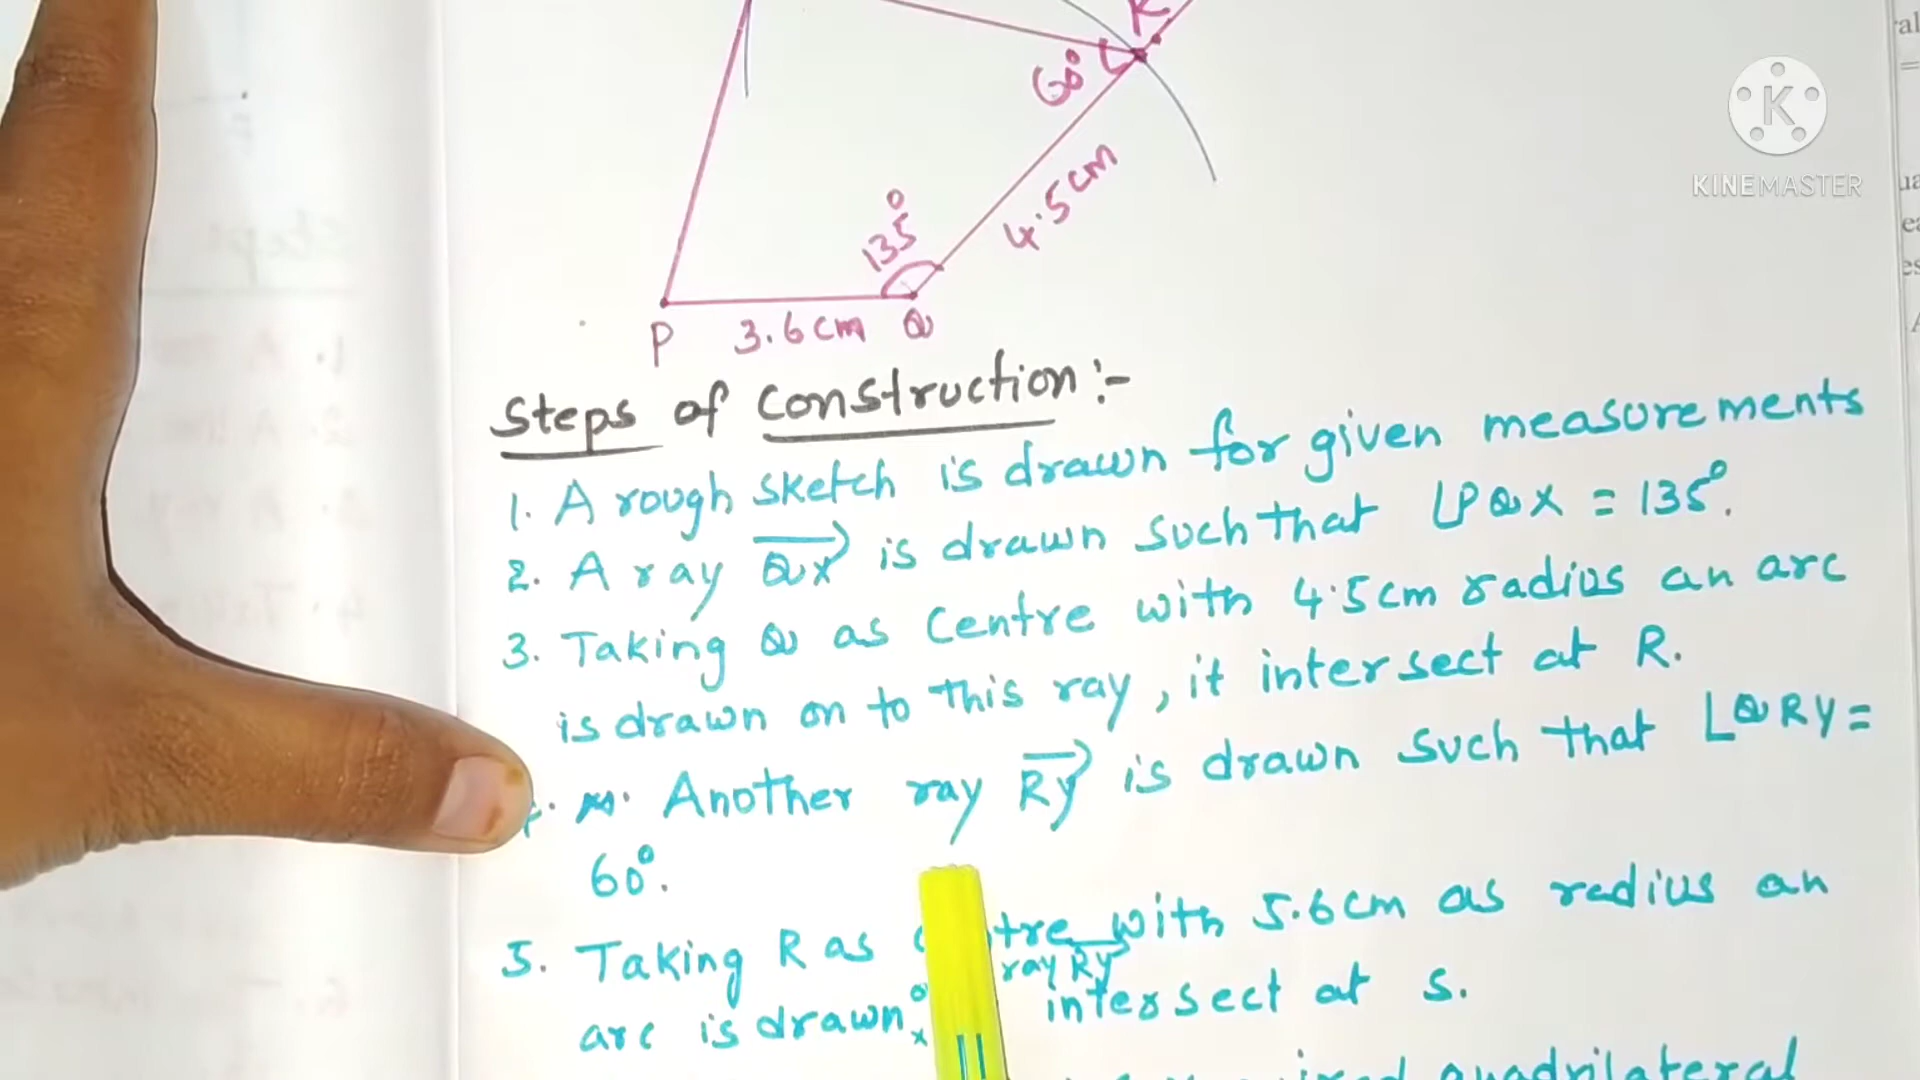 R
60°
4.5cm
135°
P 3.6cm Q
KINEMASTER
Steps of Construction:-
1. A rough sketch is drawn for given measurements
2. A ray QX is drawn such that ∠PQX = 135°.
3. Taking Q as Centre with 4.5cm radius an arc
is drawn on to this ray, it intersect at R.
Another ray RY is drawn such that ∠QRY =
60°.
5. Taking R as with 5.6cm as radius an
ray RY
arc is drawn intersect at S.
quadrilateral